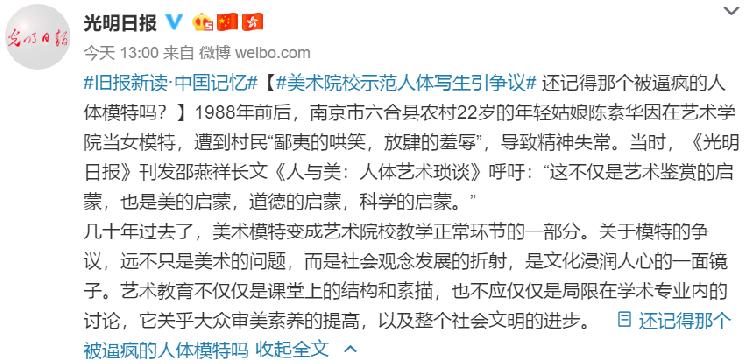 光明日报
光明日报
今天 13:00 来自 微博 weibo.com
#旧报新读·中国记忆#【#美术院校示范人体写生引争议# 还记得那个被逼疯的人
体模特吗？】1988年前后，南京市六合县农村22岁的年轻姑娘陈素华因在艺术学
院当女模特，遭到村民“鄙夷的哄笑，放肆的羞辱”，导致精神失常。当时，《光明
日报》刊发邵燕祥长文《人与美：人体艺术琐谈》呼吁：“这不仅是艺术鉴赏的启
蒙，也是美的启蒙，道德的启蒙，科学的启蒙。”
几十年过去了，美术模特变成艺术院校教学正常环节的一部分。关于模特的争
议，远不只是美术的问题，而是社会观念发展的折射，是文化浸润人心的一面镜
子。艺术教育不仅仅是课堂上的结构和素描，也不应仅仅是局限在学术专业内的
讨论，它关乎大众审美素养的提高，以及整个社会文明的进步。 还记得那个
被逼疯的人体模特吗 收起全文